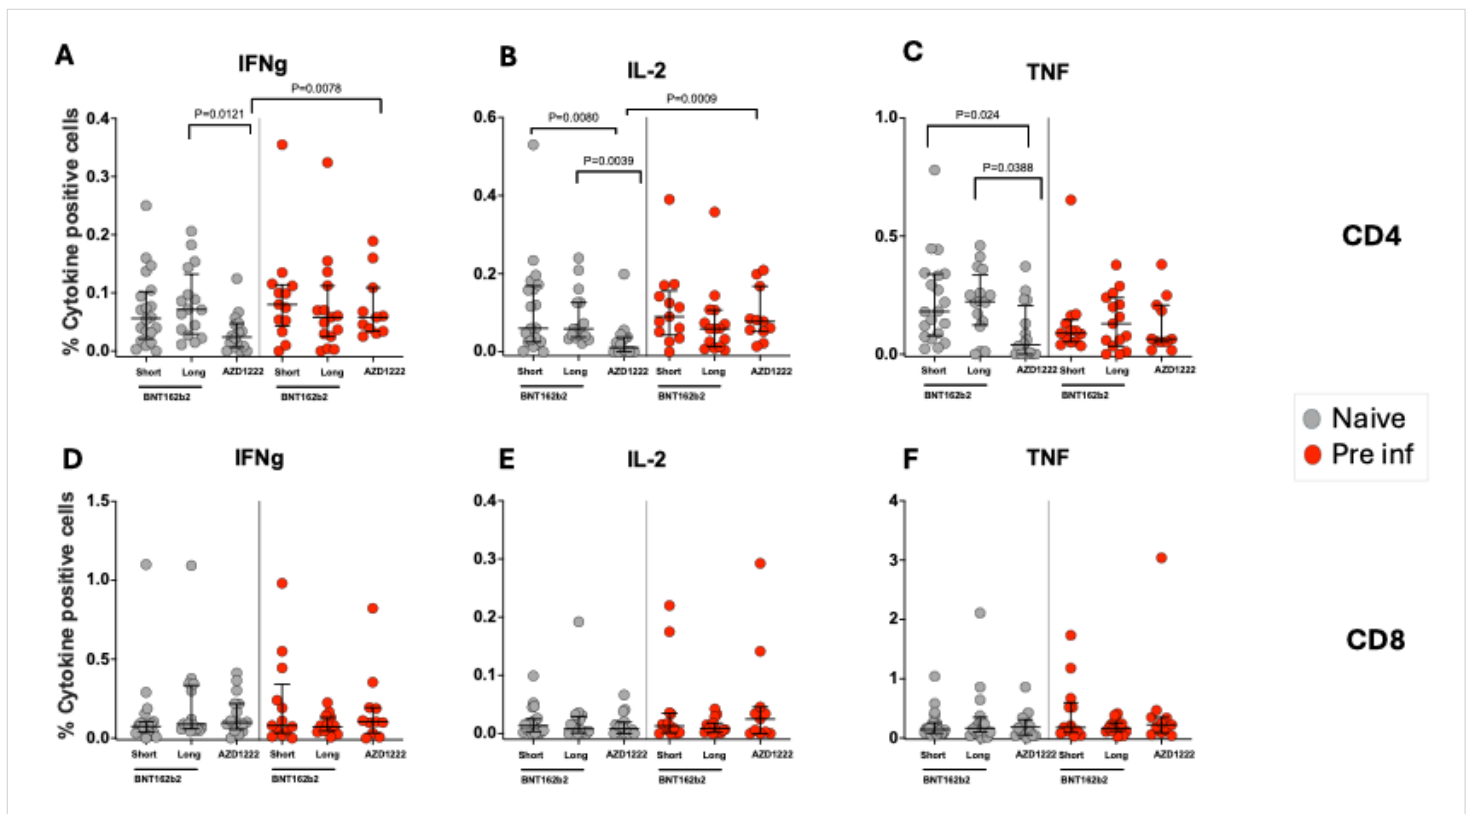 A
IFNg
P=0.0078
P=0.0121
% Cytokine positive cells
0.4
0.3
0.2
0.1
0.0
Short Long AZD1222 Short Long AZD1222
BNT162b2 BNT162b2
B
IL-2
P=0.0009
P=0.0080
P=0.0039
0.6
0.4
0.2
0.0
Short Long AZD1222 Short Long AZD1222
BNT162b2 BNT162b2
C
TNF
P=0.024
P=0.0388
1.0
0.5
0.0
Short Long AZD1222 Short Long AZD1222
BNT162b2 BNT162b2
CD4
Naive
Pre inf
D
IFNg
% Cytokine positive cells
1.5
1.0
0.5
0.0
Short Long AZD1222 Short Long AZD1222
BNT162b2 BNT162b2
E
IL-2
0.4
0.3
0.2
0.1
0.0
Short Long AZD1222 Short Long AZD1222
BNT162b2 BNT162b2
F
TNF
4
3
2
1
0
Short Long AZD1222 Short Long AZD1222
BNT162b2 BNT162b2
CD8